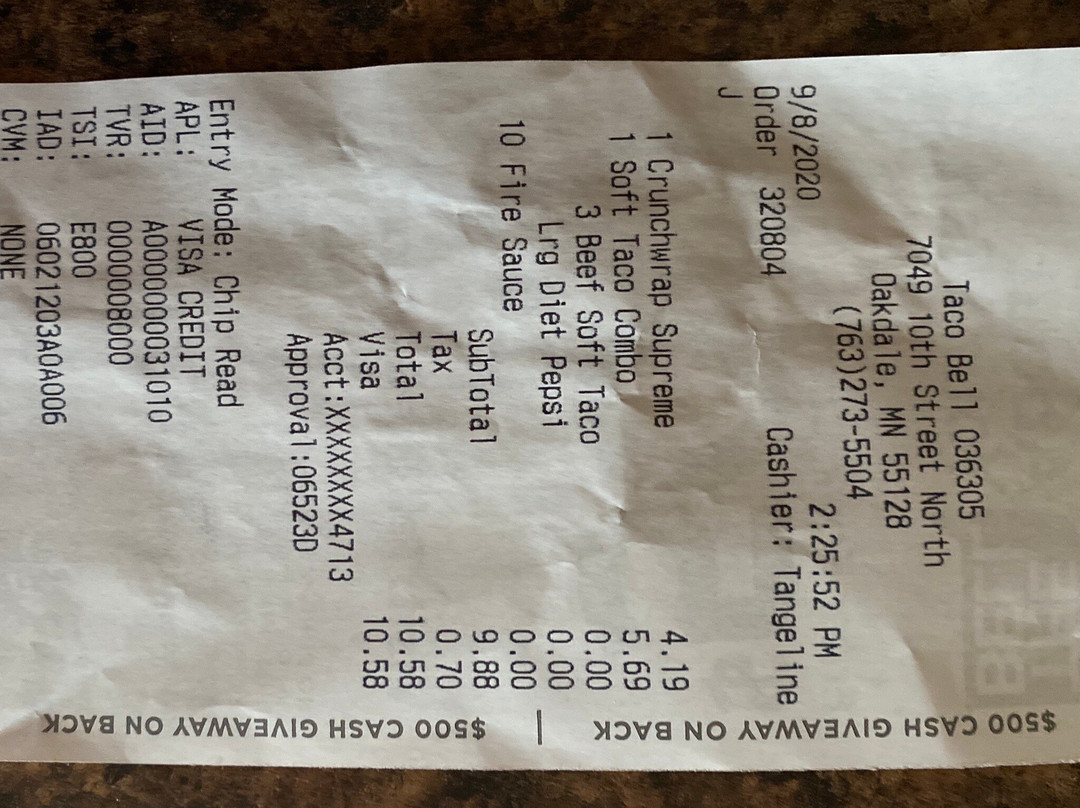 Taco Bell 036305
7049 10th Street North
Oakdale, MN 55128
(763)273-5504
9/8/2020 2:25:52 PM
Order 320804 Cashier: Tangeline
J
1 Crunchwrap Supreme 4.19
1 Soft Taco Combo 5.69
3 Beef Soft Taco 0.00
Lrg Diet Pepsi 0.00
10 Fire Sauce 0.00
SubTotal 9.88
Tax 0.70
Total 10.58
Visa 10.58
Acct:XXXXXXX4713
Approval:06523D
Entry Mode: Chip Read
APL: VISA CREDIT
AID: A0000000031010
TVR: 0000008000
TSI: E800
IAD: 06021203A0A006
CVM: NONE
$500 CASH GIVEAWAY ON BACK | $500 CASH GIVEAWAY ON BACK